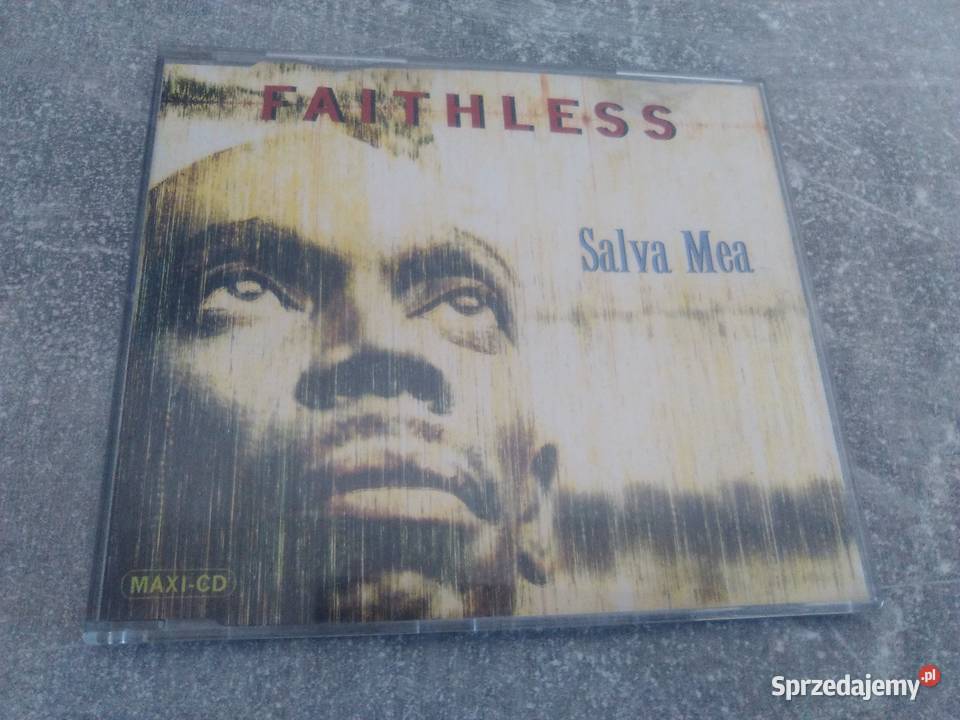 FAITHLESS
Salva Mea
MAXI-CD
Sprzedajemy.pl